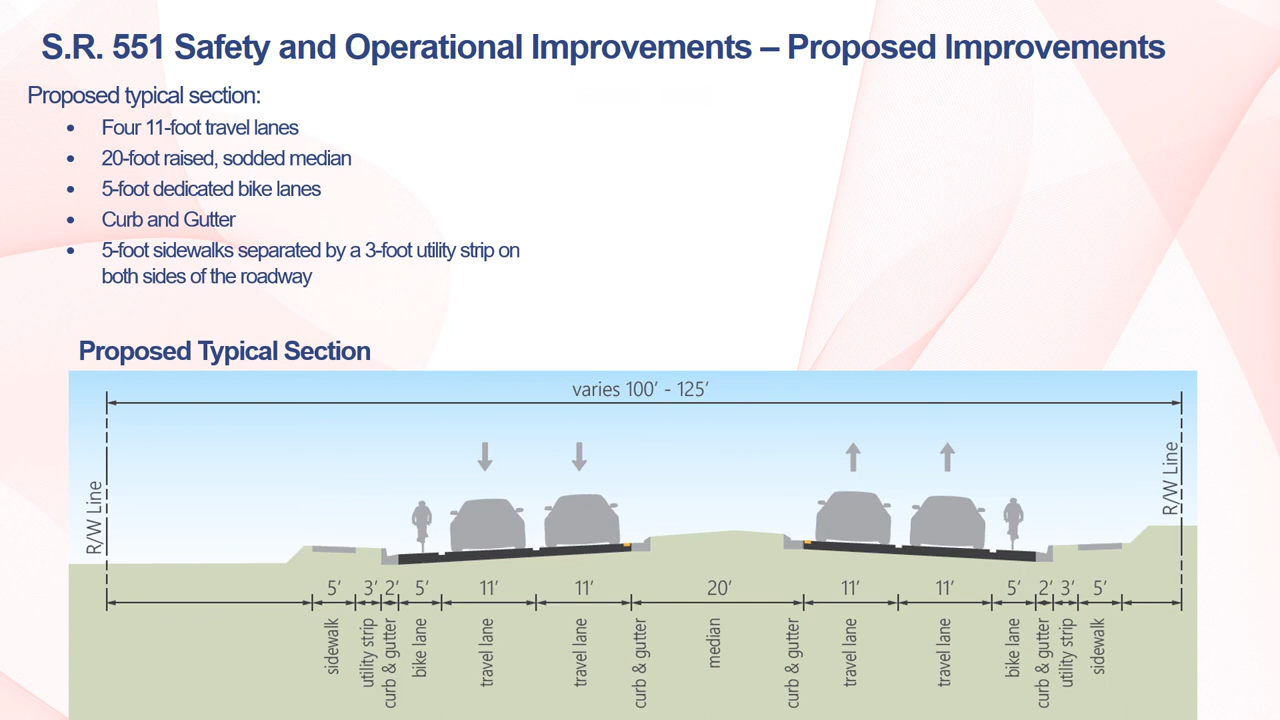 S.R. 551 Safety and Operational Improvements – Proposed Improvements
Proposed typical section:
• Four 11-foot travel lanes
• 20-foot raised, sodded median
• 5-foot dedicated bike lanes
• Curb and Gutter
• 5-foot sidewalks separated by a 3-foot utility strip on
both sides of the roadway
Proposed Typical Section
varies 100’ - 125’
R/W Line
R/W Line
5’ 3’ 2’ 5’ 11’ 11’ 20’ 11’ 11’ 5’ 2’ 3’ 5’
sidewalk
utility strip
curb & gutter
bike lane
travel lane
travel lane
curb & gutter
median
curb & gutter
travel lane
travel lane
bike lane
curb & gutter
utility strip
sidewalk